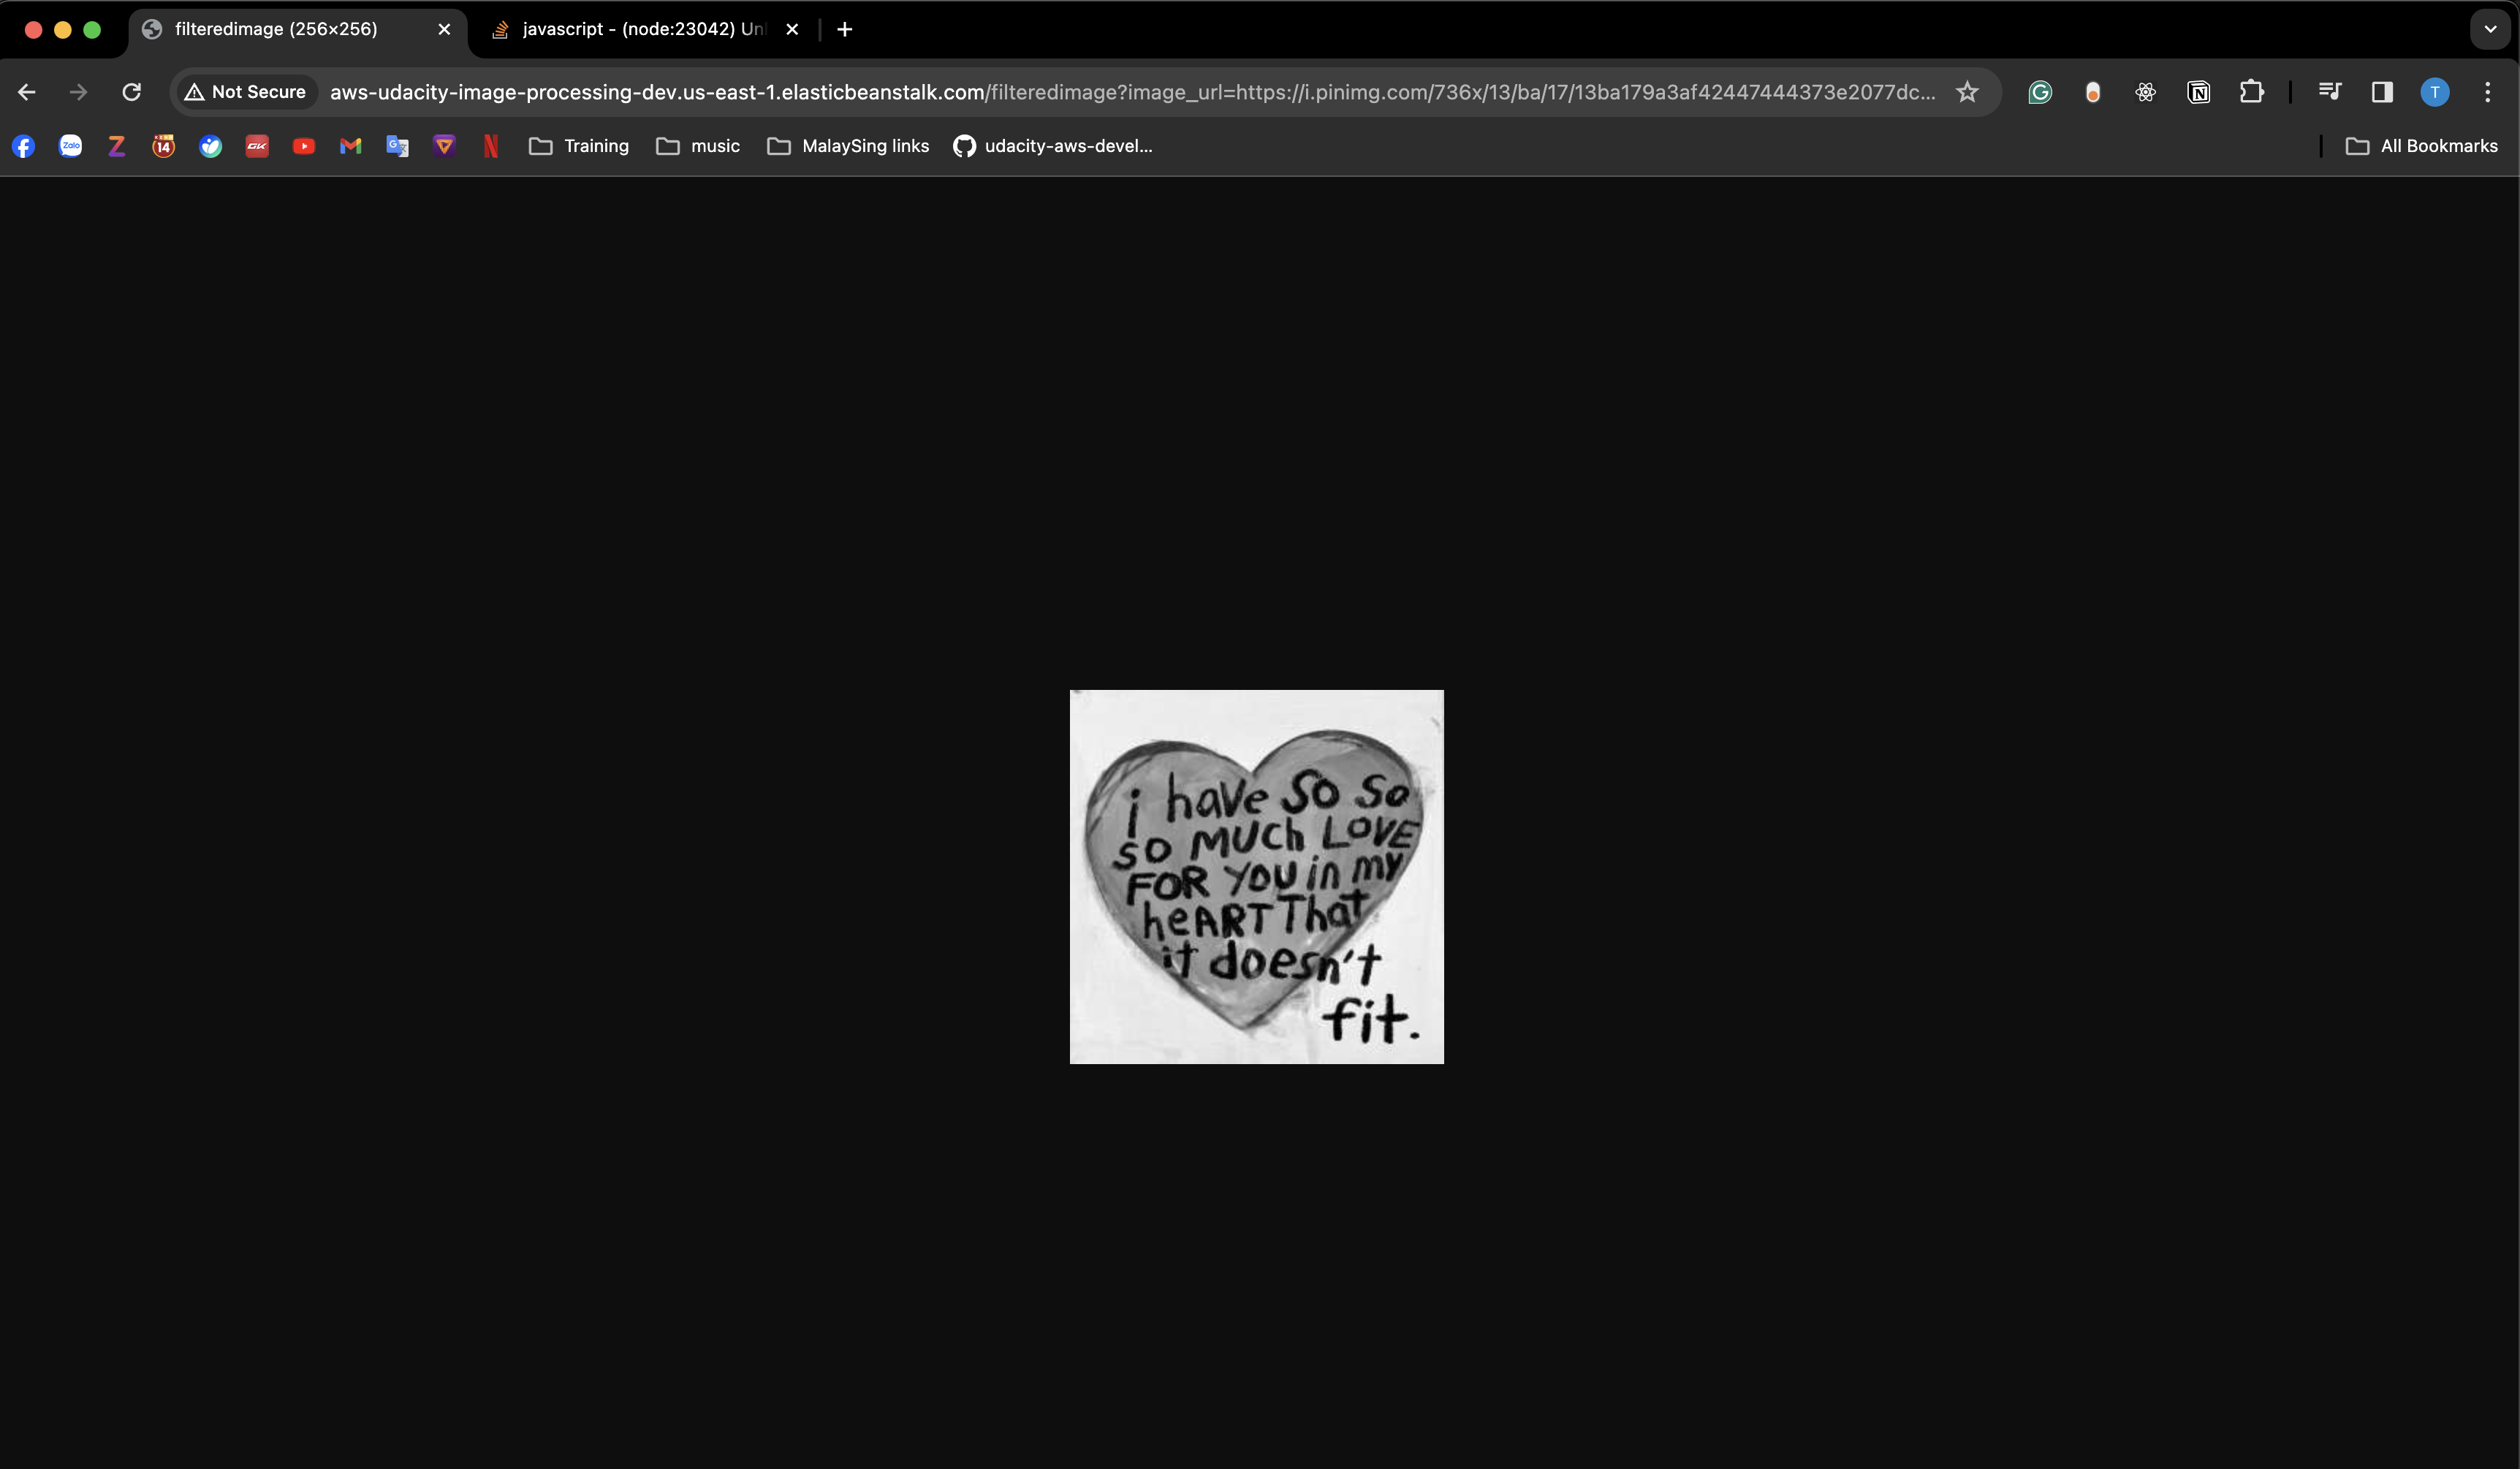 filteredimage (256×256)
javascript - (node:23042) Un
Not Secure
aws-udacity-image-processing-dev.us-east-1.elasticbeanstalk.com/filteredimage?image_url=https://i.pinimg.com/736x/13/ba/17/13ba179a3af42447444373e2077dc...
T
Zalo
14
GK
Training
music
MalaySing links
udacity-aws-devel...
All Bookmarks
i have So So
SO MUCh LOVE
FOR YOU in my
heART That
it doesn't
fit.